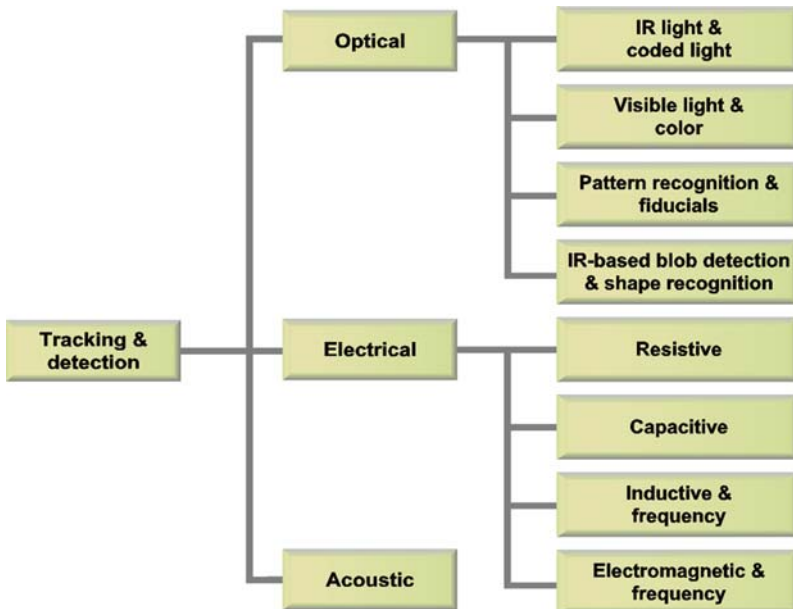 Optical
IR light &
coded light
Visible light &
color
Pattern recognition &
fiducials
IR-based blob detection
& shape recognition
Tracking &
detection
Electrical
Resistive
Capacitive
Inductive &
frequency
Acoustic
Electromagnetic &
frequency